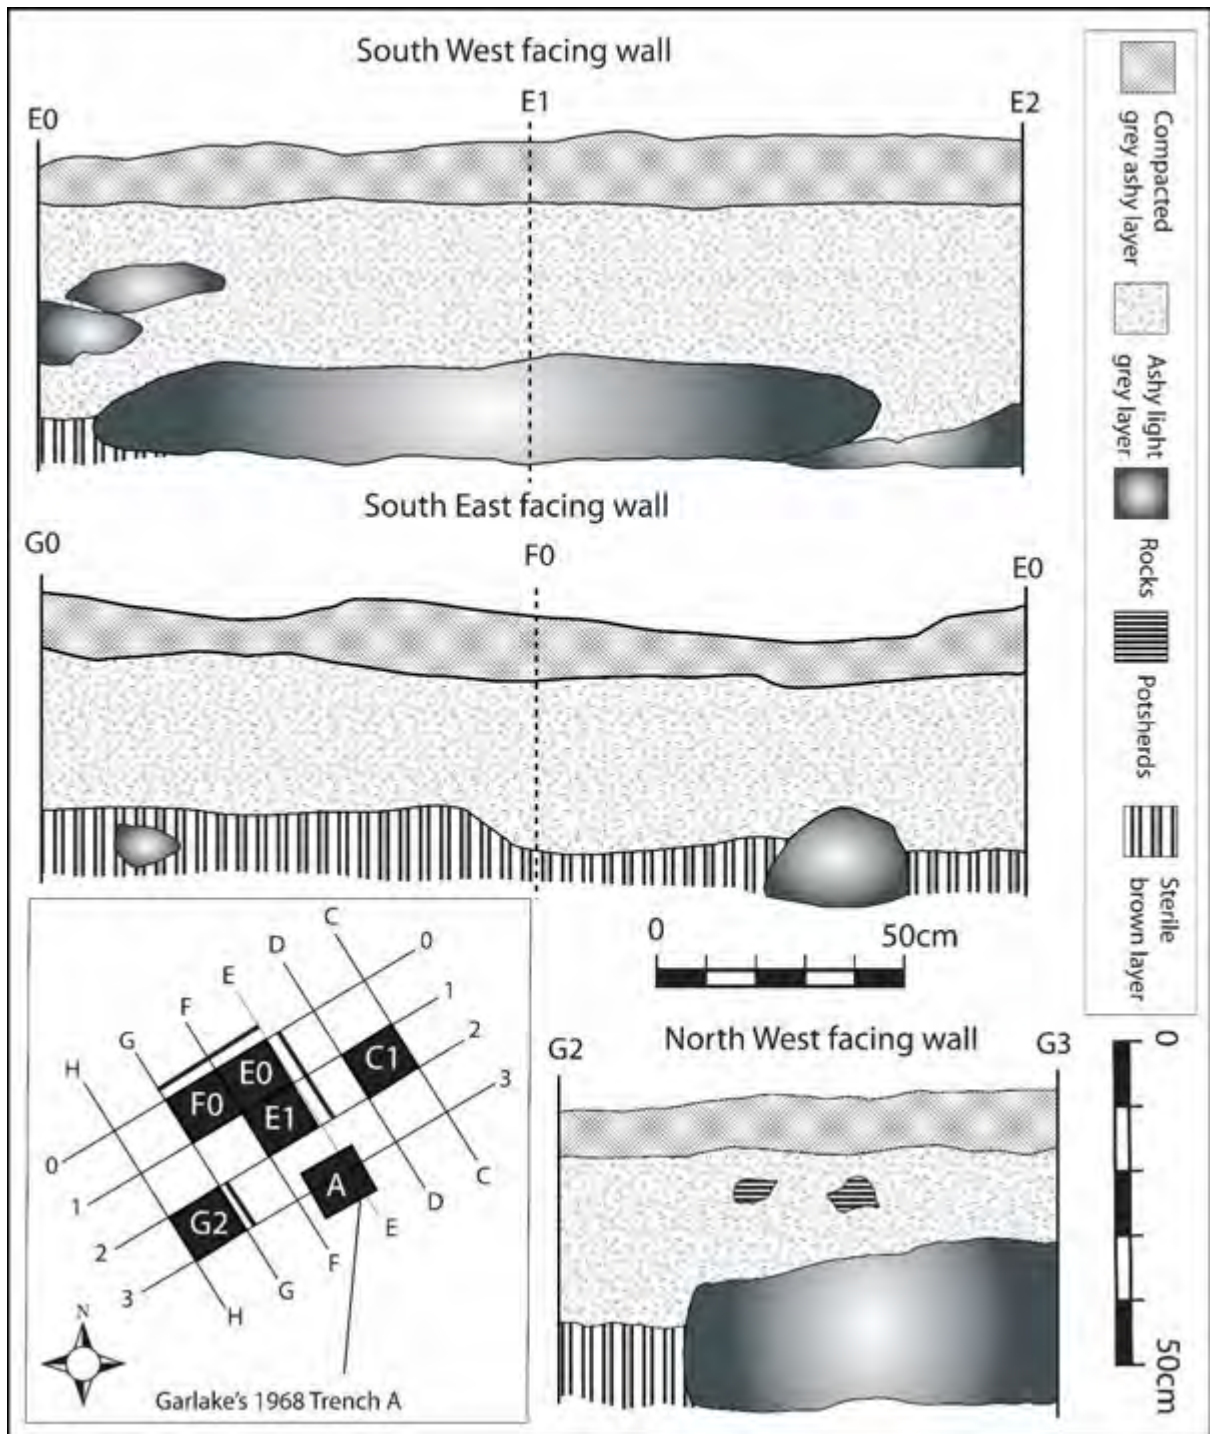 South West facing wall
E0
E1
E2
South East facing wall
G0
F0
E0
0
50cm
North West facing wall
G2
G3
0
50cm
Compacted
grey ashy layer
Ashy light
grey layer
Rocks
Potsherds
Sterile
brown layer
C
D
E
F
G
H
0
1
2
3
0
1
2
3
C
D
E
F
G
H
E0
F0
E1
C1
A
G2
N
Garlake's 1968 Trench A